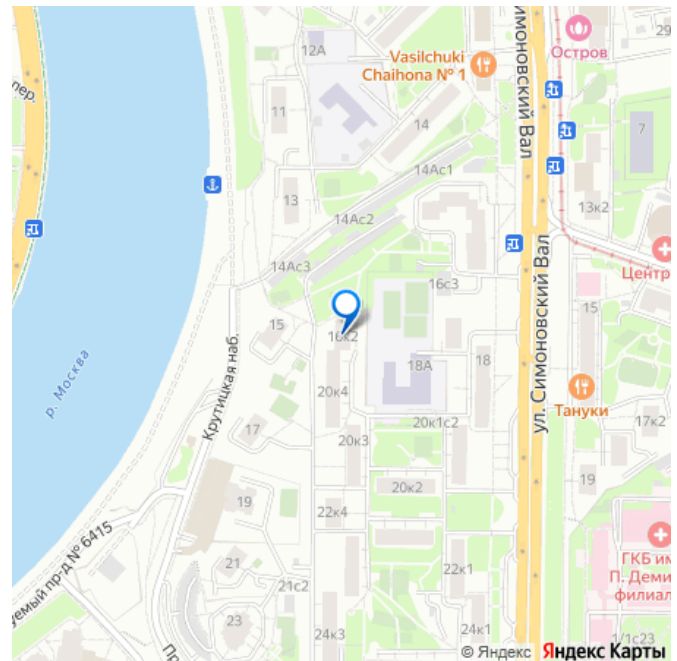 12А
Vasilchuki
Chaihona № 1
Остров
29
пер.
11
14
имоновский Вал
7
14Ас1
13
13к2
14Ас2
14Ас3
16с3
Центр
15
15
16к2
18А
18
ул. Симоновский Вал
р. Москва
Крутицкая наб.
20к4
Тануки
17
20к1с2
17к2
20к3
20к2
19
19
22к4
уемый пр-д № 6415
ГКБ им
П. Деми
филиал
21
22к1
21с2
23
24к3
24к1
1/1с23
Пр
© Яндекс Яндекс Карты